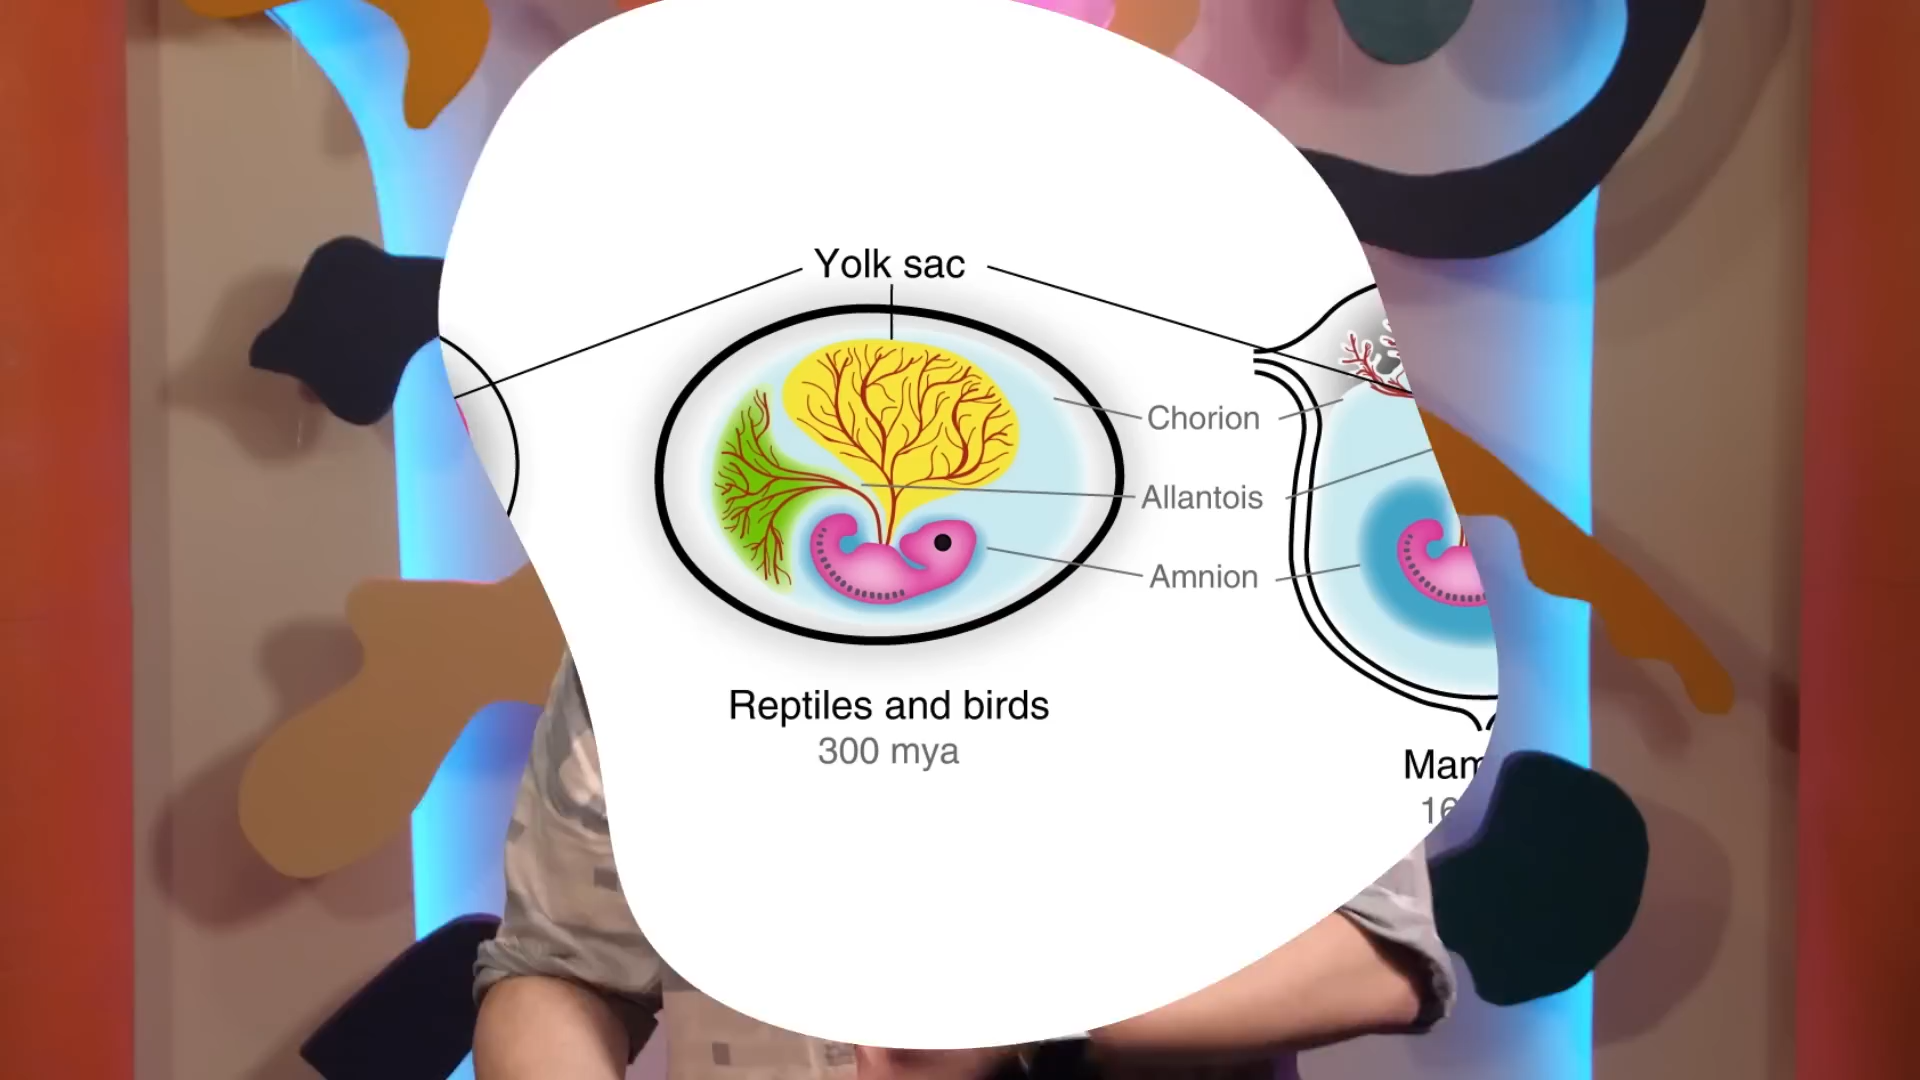 Yolk sac
Chorion
Allantois
Amnion
Reptiles and birds
300 mya